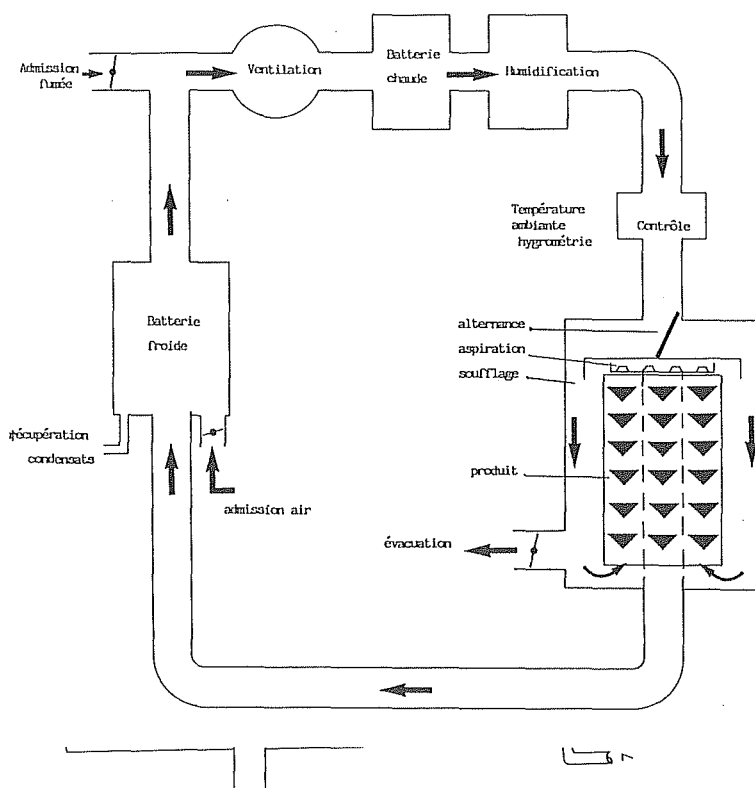 Admission
fumée
Ventilation
Batterie
chaude
Humidification
Température
ambiante
hygrométrie
Contrôle
Batterie
froide
alternance
aspiration
soufflage
récupération
condensats
produit
admission air
évacuation